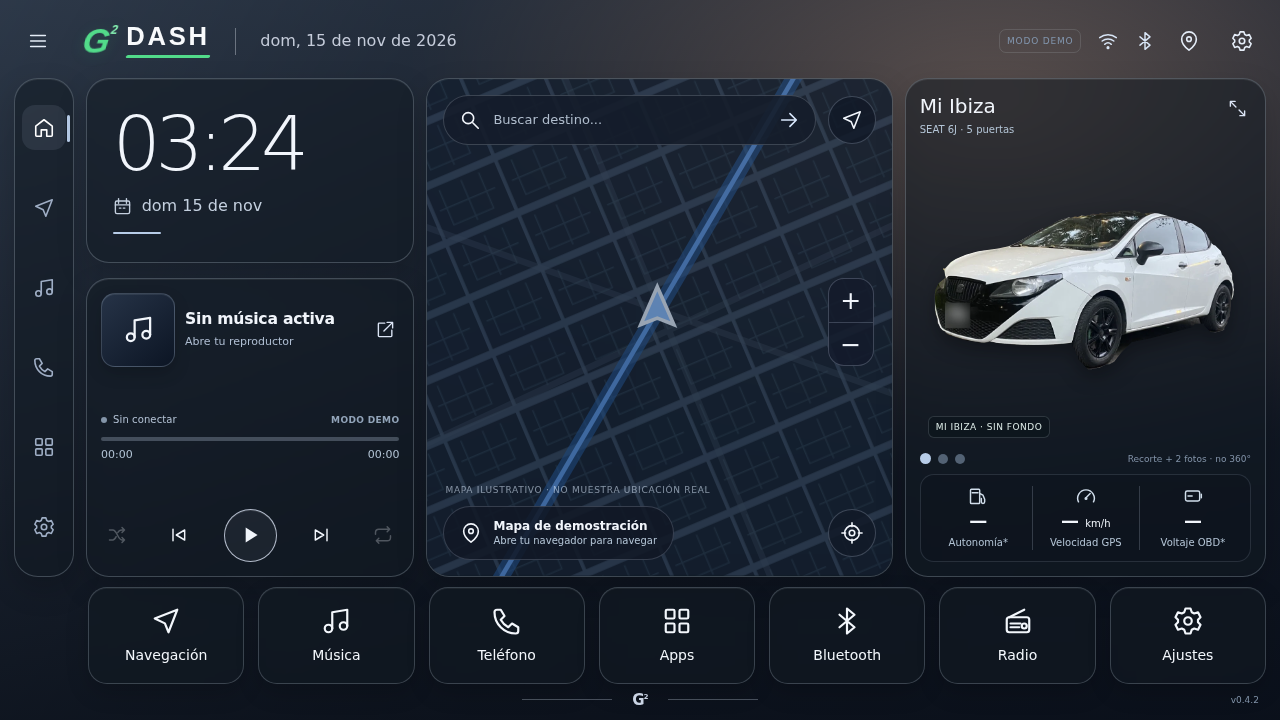 G² DASH
dom, 15 de nov de 2026
MODO DEMO
03:24
dom 15 de nov
Sin música activa
Abre tu reproductor
Sin conectar
MODO DEMO
00:00
00:00
Buscar destino...
MAPA ILUSTRATIVO · NO MUESTRA UBICACIÓN REAL
Mapa de demostración
Abre tu navegador para navegar
Mi Ibiza
SEAT 6J · 5 puertas
MI IBIZA · SIN FONDO
Recorte + 2 fotos · no 360°
— — km/h —
Autonomía* Velocidad GPS Voltaje OBD*
Navegación
Música
Teléfono
Apps
Bluetooth
Radio
Ajustes
G²
v0.4.2